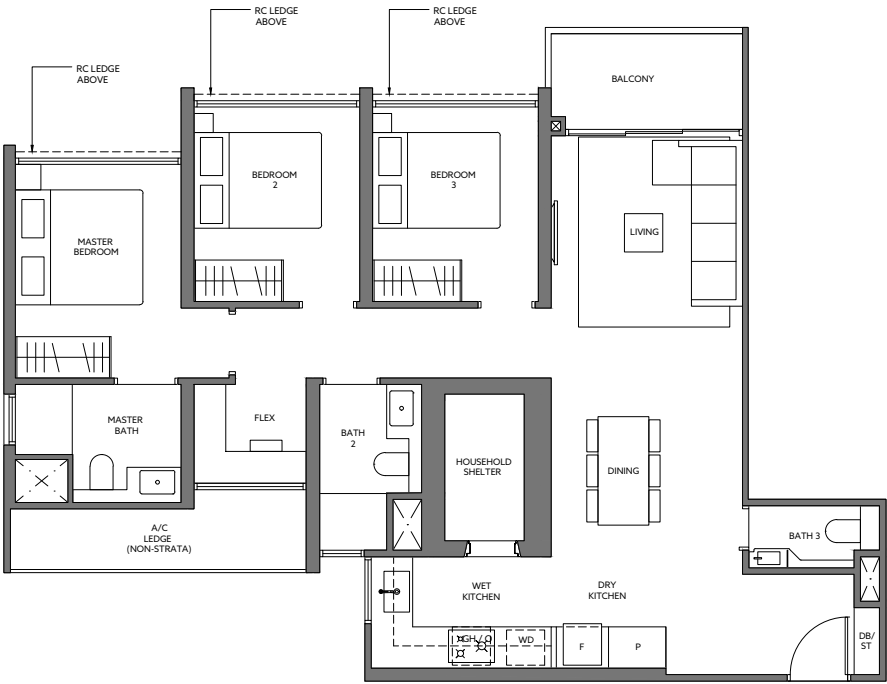 RC LEDGE
ABOVE
RC LEDGE
ABOVE
RC LEDGE
ABOVE
BALCONY
BEDROOM
2
BEDROOM
3
MASTER
BEDROOM
LIVING
MASTER
BATH
FLEX
BATH
2
HOUSEHOLD
SHELTER
DINING
A/C
LEDGE
(NON-STRATA)
BATH 3
WET
KITCHEN
DRY
KITCHEN
GH / O
WD
F
P
DB/
ST